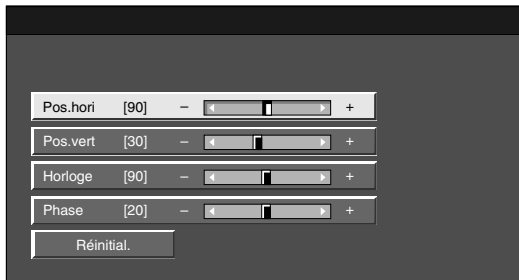 Pos.hori [90] – +
Pos.vert [30] – +
Horloge [90] – +
Phase [20] – +
Réinitial.